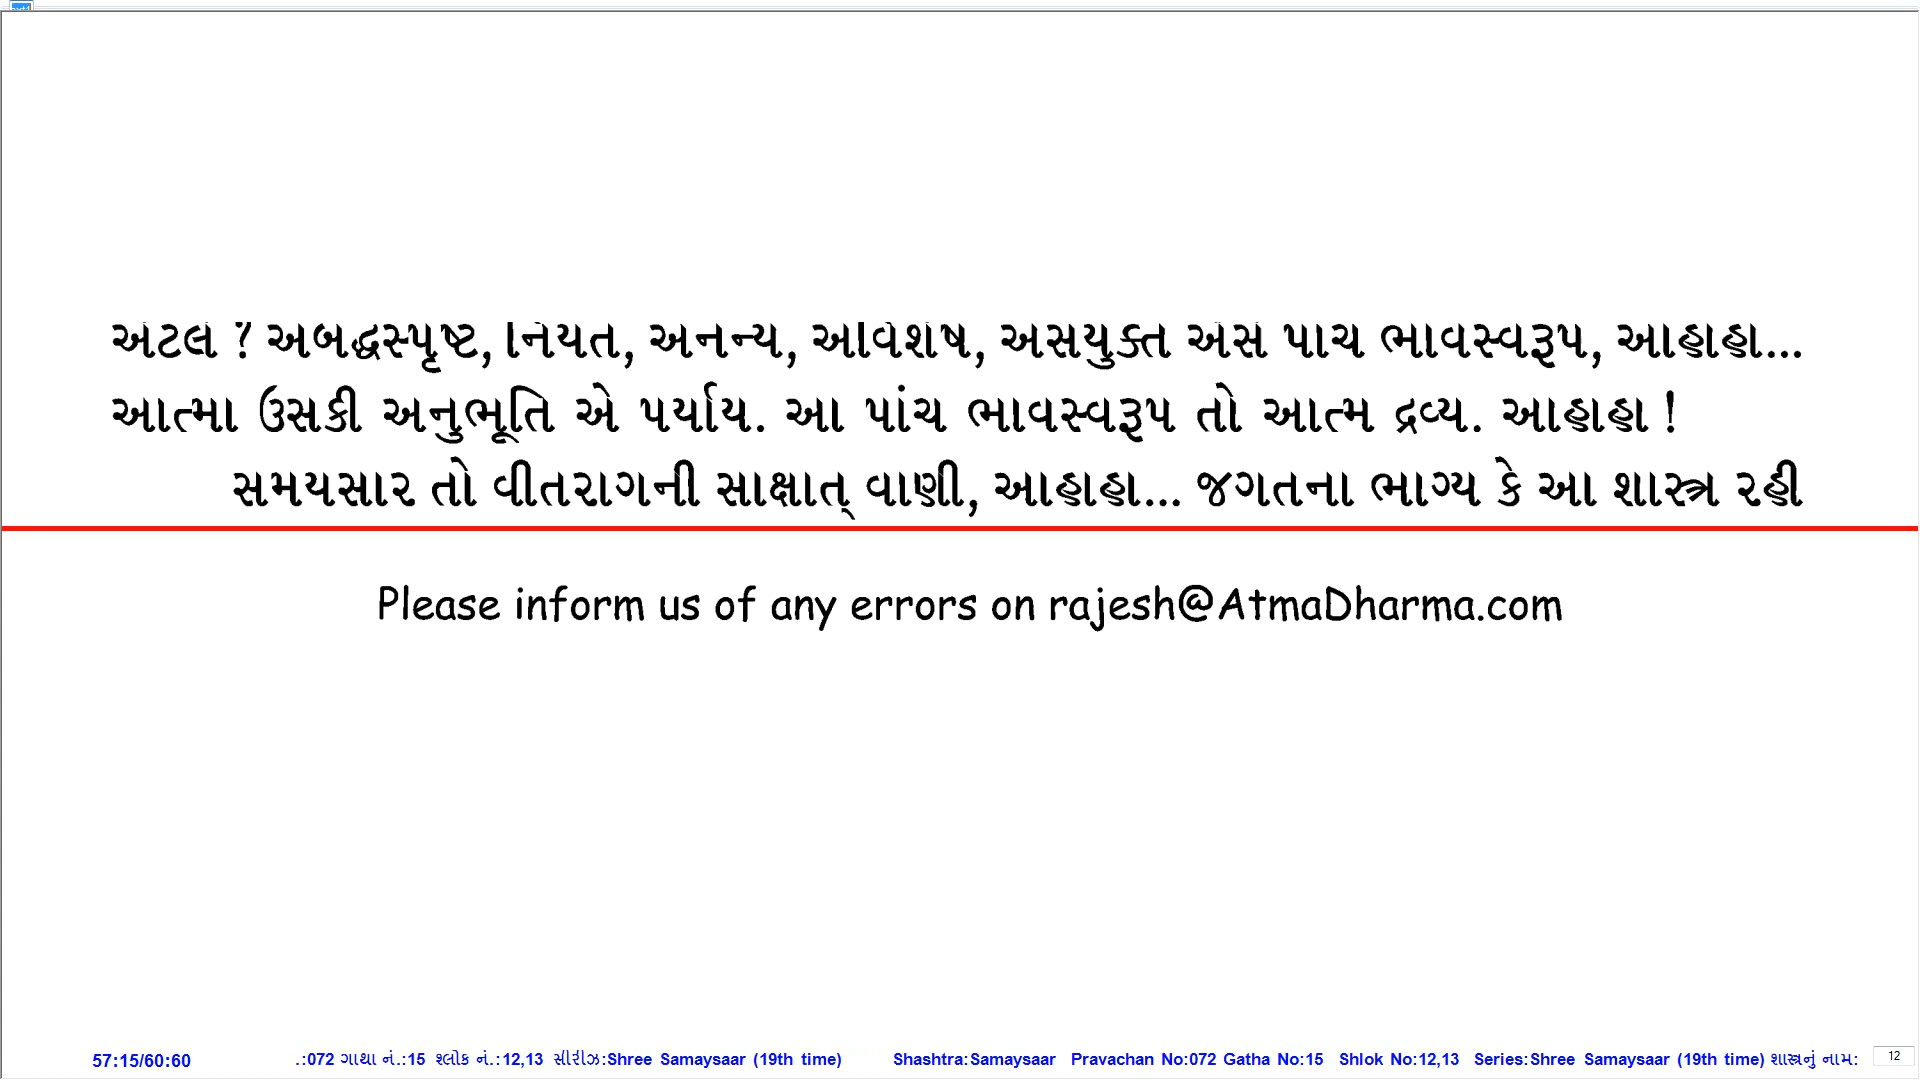 એટલે ? અબદ્ધસ્પૃષ્ટ, નિયત, અનન્ય, અવિશેષ, અસંયુક્ત એસે પાંચ ભાવસ્વરૂપ, આહાહા...
આત્મા ઉસકી અનુભૂતિ એ પર્યાય. આ પાંચ ભાવસ્વરૂપ તો આત્મ દ્રવ્ય. આહાહા !
સમયસાર તો વીતરાગની સાક્ષાત્ વાણી, આહાહા... જગતના ભાગ્ય કે આ શાસ્ત્ર રહી
Please inform us of any errors on rajesh@AtmaDharma.com
57:15/60:60 .:072 ગાથા નં.:15 શ્લોક નં.:12,13 સીરીઝ:Shree Samaysaar (19th time) Shashtra:Samaysaar Pravachan No:072 Gatha No:15 Shlok No:12,13 Series:Shree Samaysaar (19th time) શાસ્ત્રનું નામ: 12